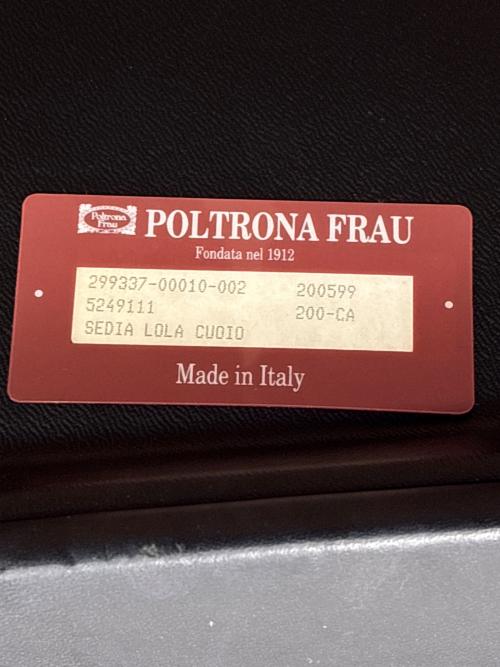 Poltrona
Frau
POLTRONA FRAU
Fondata nel 1912
299337-00010-002 200599
5249111 200-CA
SEDIA LOLA CUOIO
Made in Italy